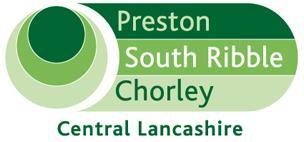 Preston
South Ribble
Chorley
Central Lancashire